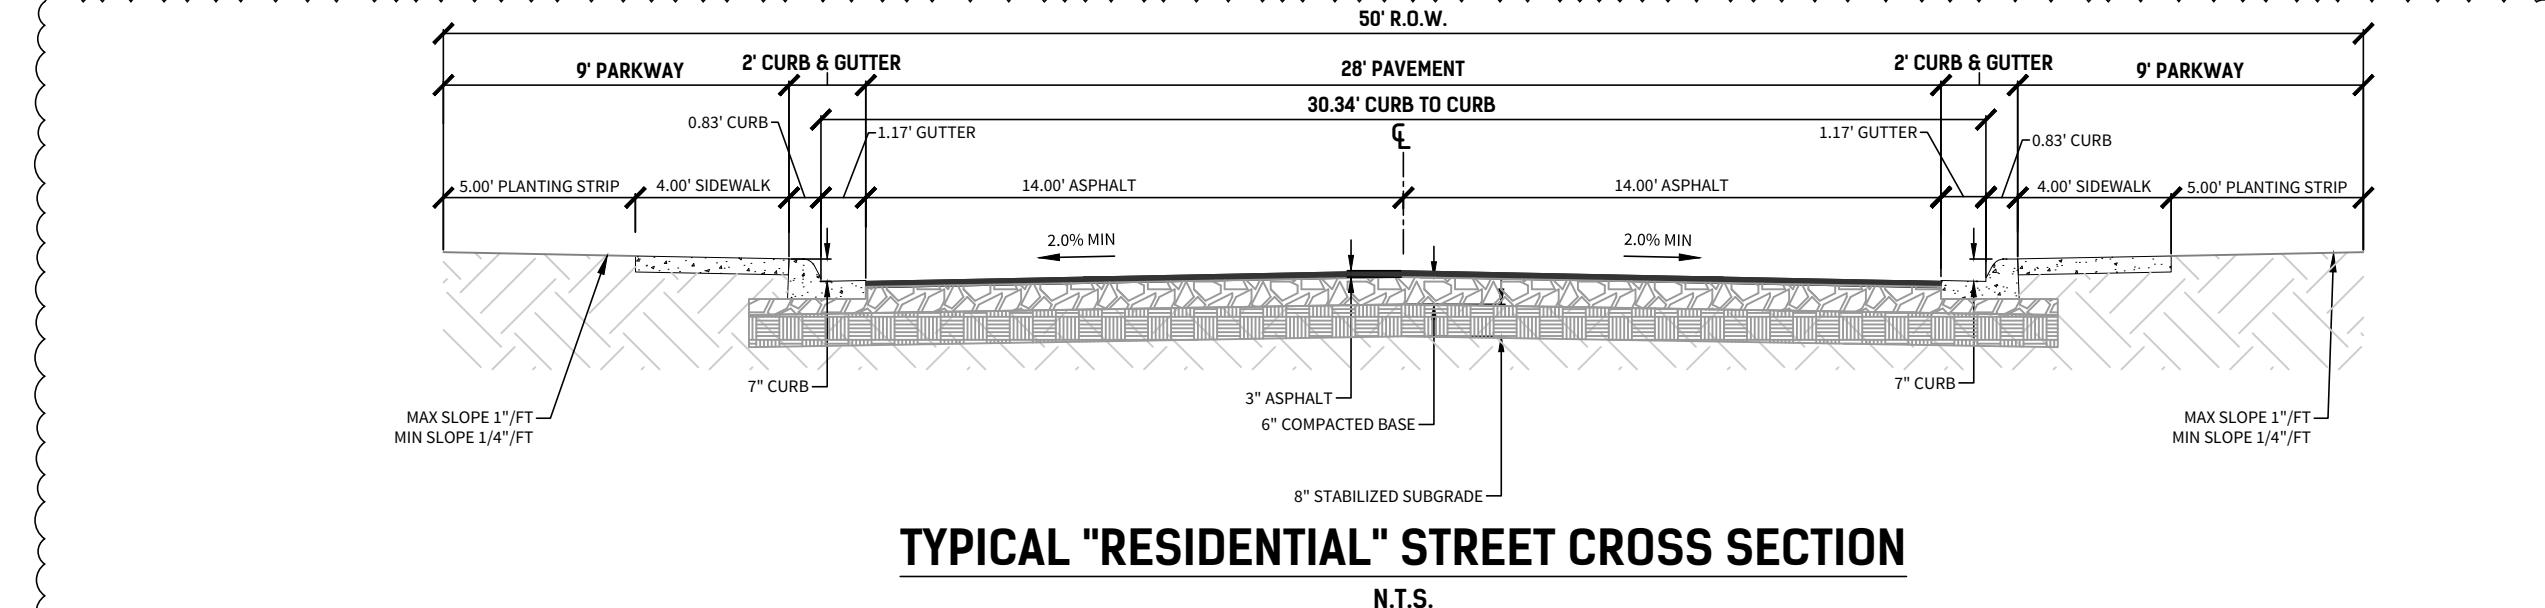 50' R.O.W.
9' PARKWAY
2' CURB & GUTTER
28' PAVEMENT
2' CURB & GUTTER
9' PARKWAY
30.34' CURB TO CURB
0.83' CURB
1.17' GUTTER
CL
1.17' GUTTER
0.83' CURB
5.00' PLANTING STRIP
4.00' SIDEWALK
14.00' ASPHALT
14.00' ASPHALT
4.00' SIDEWALK
5.00' PLANTING STRIP
2.0% MIN
2.0% MIN
7" CURB
7" CURB
3" ASPHALT
6" COMPACTED BASE
MAX SLOPE 1"/FT
MIN SLOPE 1/4"/FT
MAX SLOPE 1"/FT
MIN SLOPE 1/4"/FT
8" STABILIZED SUBGRADE
TYPICAL "RESIDENTIAL" STREET CROSS SECTION
N.T.S.